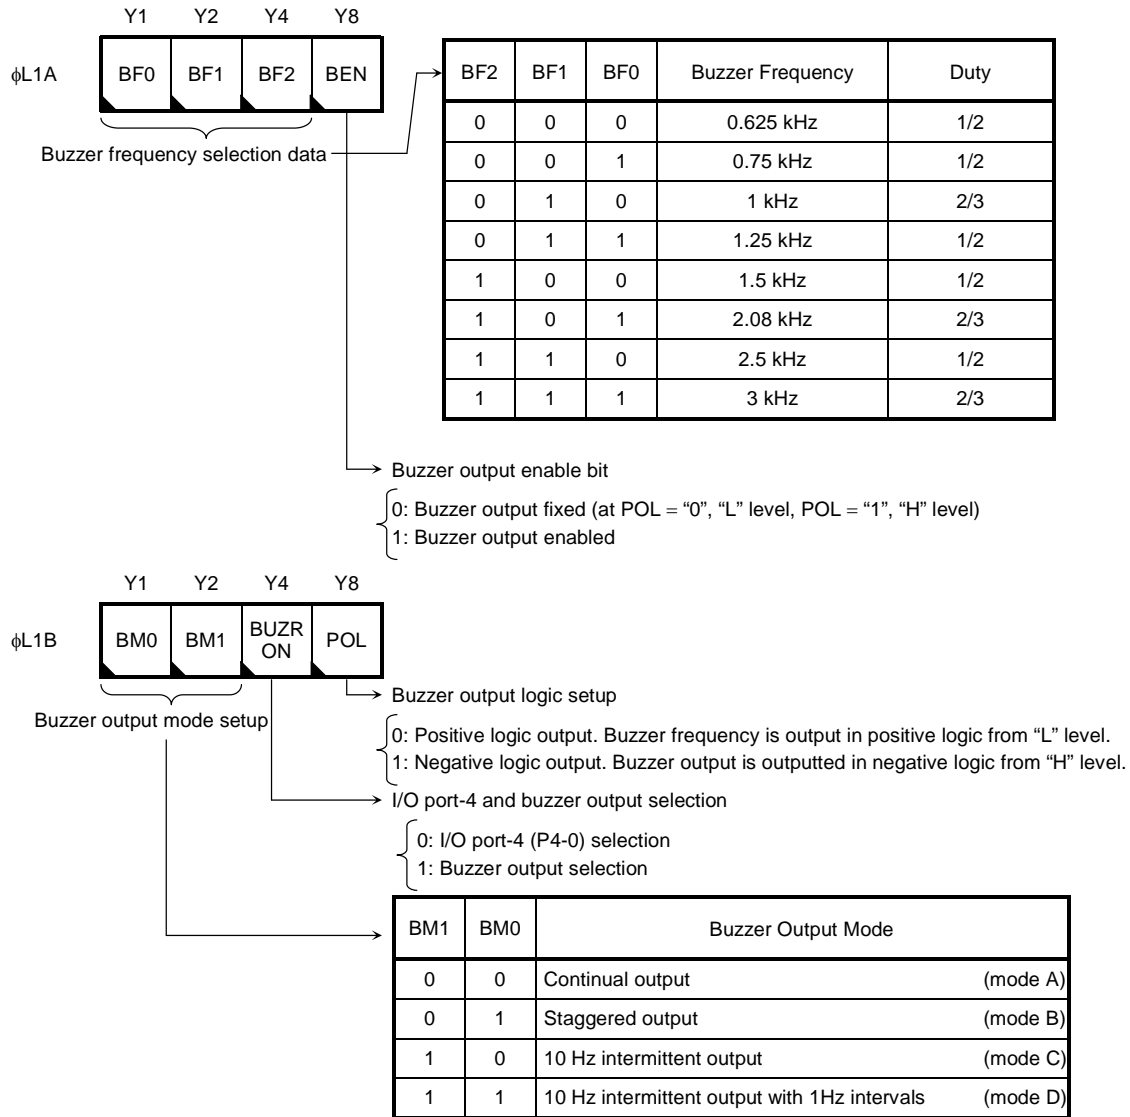 Y1 Y2 Y4 Y8
ϕL1A BF0 BF1 BF2 BEN
Buzzer frequency selection data
BF2 BF1 BF0 Buzzer Frequency Duty
0 0 0 0.625 kHz 1/2
0 0 1 0.75 kHz 1/2
0 1 0 1 kHz 2/3
0 1 1 1.25 kHz 1/2
1 0 0 1.5 kHz 1/2
1 0 1 2.08 kHz 2/3
1 1 0 2.5 kHz 1/2
1 1 1 3 kHz 2/3
Buzzer output enable bit
0: Buzzer output fixed (at POL = “0”, “L” level, POL = “1”, “H” level)
1: Buzzer output enabled
Y1 Y2 Y4 Y8
ϕL1B BM0 BM1 BUZR ON POL
Buzzer output mode setup
Buzzer output logic setup
0: Positive logic output. Buzzer frequency is output in positive logic from “L” level.
1: Negative logic output. Buzzer output is outputted in negative logic from “H” level.
I/O port-4 and buzzer output selection
0: I/O port-4 (P4-0) selection
1: Buzzer output selection
BM1 BM0 Buzzer Output Mode
0 0 Continual output (mode A)
0 1 Staggered output (mode B)
1 0 10 Hz intermittent output (mode C)
1 1 10 Hz intermittent output with 1Hz intervals (mode D)